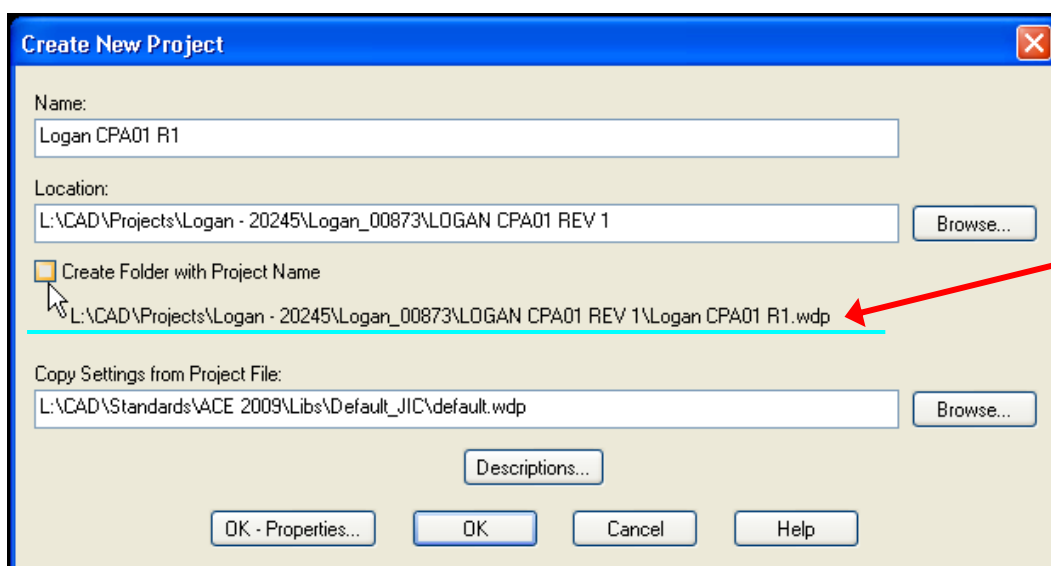 Create New Project
Name:
Logan CPA01 R1
Location:
L:\CAD\Projects\Logan - 20245\Logan_00873\LOGAN CPA01 REV 1
Browse...
Create Folder with Project Name
L:\CAD\Projects\Logan - 20245\Logan_00873\LOGAN CPA01 REV 1\Logan CPA01 R1.wdp
Copy Settings from Project File:
L:\CAD\Standards\ACE 2009\Libs\Default_JIC\default.wdp
Browse...
Descriptions...
OK - Properties...
OK
Cancel
Help